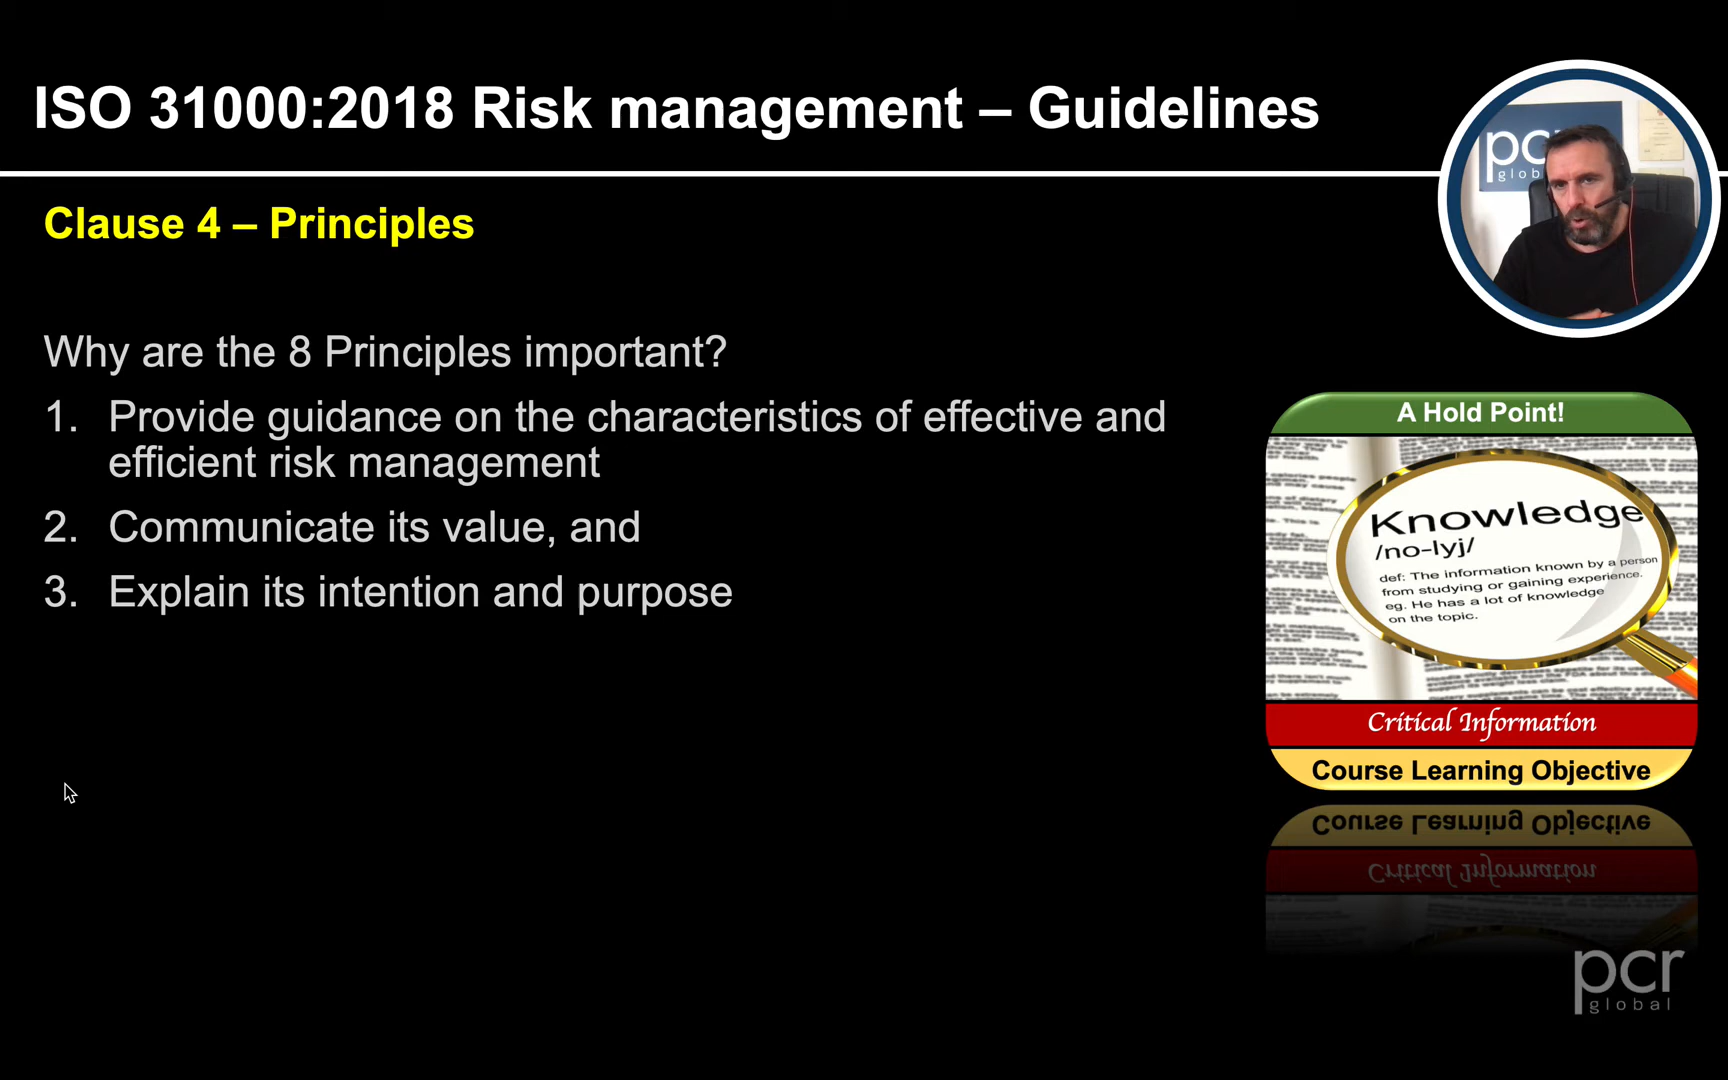 ISO 31000:2018 Risk management – Guidelines
pc
glob
Clause 4 – Principles
Why are the 8 Principles important?
1. Provide guidance on the characteristics of effective and
efficient risk management
2. Communicate its value, and
3. Explain its intention and purpose
A Hold Point!
Knowledge
/no-lyj/
def: The information known by a person
from studying or gaining experience.
eg. He has a lot of knowledge
on the topic.
Critical Information
Course Learning Objective
Course Learning Objective
Critical Information
pcr
global